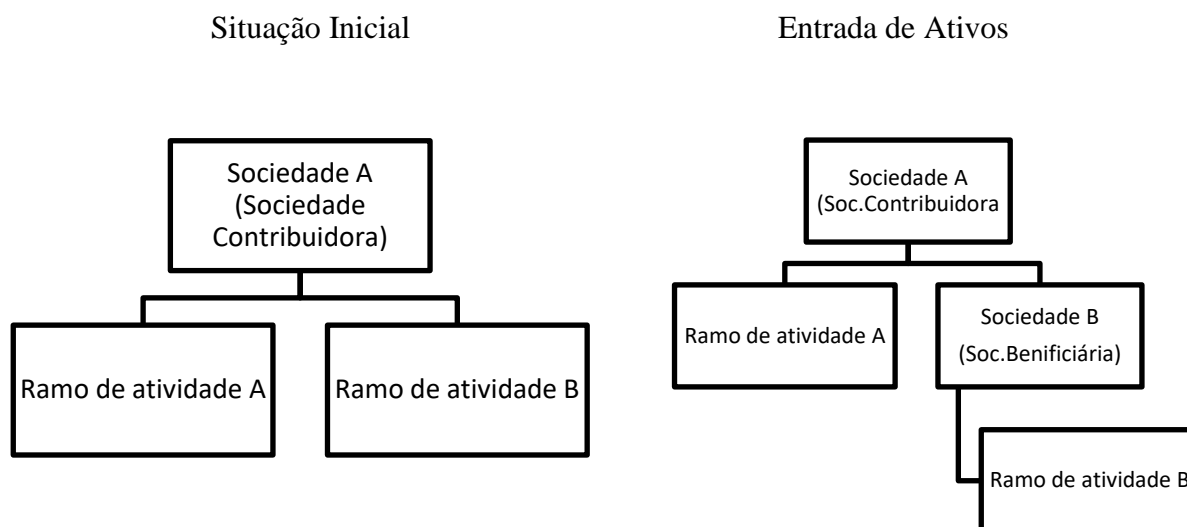 Situação Inicial
Entrada de Ativos
Sociedade A
(Sociedade
Contribuidora)
Ramo de atividade A
Ramo de atividade B
Sociedade A
(Soc.Contribuidora
Ramo de atividade A
Sociedade B
(Soc.Benificiária)
Ramo de atividade B